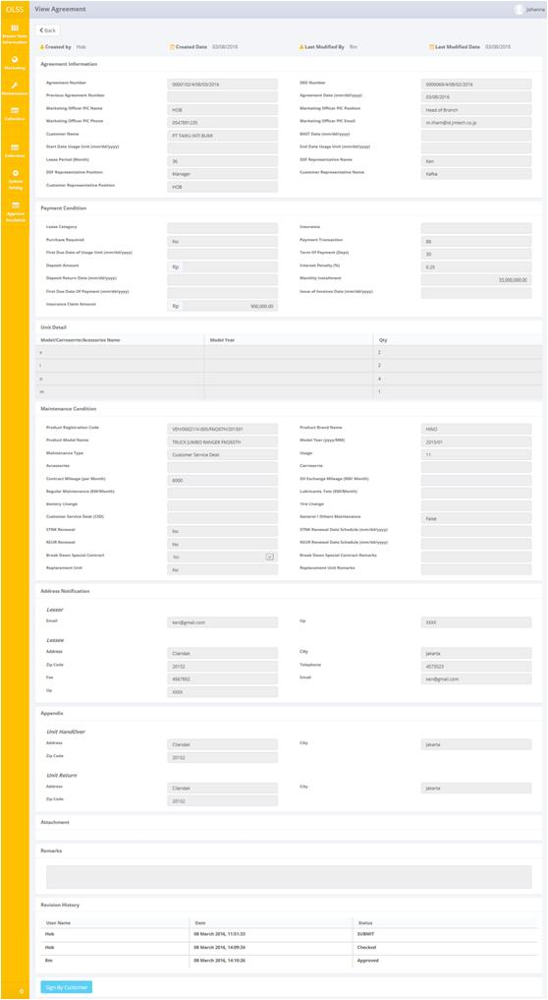 OLSS
View Agreement
Johanna
Master Data Information
Marketing
Maintenance
Collection
Collection
System Setting
Approval Escalation
Back
Created by Hob
Created Date 03/08/2016
Last Modified By Rm
Last Modified Date 03/08/2016
Agreement Information
Agreement Number 0000102/4/08/03/2016
SKD Number 0000069/4/08/02/2016
Previous Agreement Number
Agreement Date (mm/dd/yyyy) 03/08/2016
Marketing Officer PIC Name HOB
Marketing Officer PIC Position Head of Branch
Marketing Officer PIC Phone 0547891235
Marketing Officer PIC Email m.ilham@id.jmtech.co.jp
Customer Name PT TAWU INTI BUMI
BAST Date (mm/dd/yyyy)
Start Date Usage Unit (mm/dd/yyyy)
End Date Usage Unit (mm/dd/yyyy)
Lease Period (Month) 36
DSF Representative Name Ken
DSF Representative Position Manager
Customer Representative Name Kafka
Customer Representative Position HOB
Payment Condition
Lease Category
Insurance
Purchase Required No
Payment Transaction B6
First Due Date of Usage Unit (mm/dd/yyyy)
Term Of Payment (Days) 30
Deposit Amount Rp
Interest Penalty (%) 0.25
Deposit Return Date (mm/dd/yyyy)
Monthly Installment 33,000,000.00
First Due Date Of Payment (mm/dd/yyyy)
Issue of Invoices Date (mm/dd/yyyy)
Insurance Claim Amount Rp 900,000.00
Unit Detail
Model/Carrosserrie/Acessories Name Model Year Qty
v 2
i 2
o 4
m 1
Maintenance Condition
Product Registration Code VEH/00021/V-005/FM26STH/201501
Product Brand Name HINO
Product Model Name TRUCK JUMBO RANGER FM265TH
Model Year (yyyy/MM) 2015/01
Maintenance Type Customer Service Desk
Usage 11
Accessories
Carrosserie
Contract Mileage (per Month) 6000
Oil Exchange Mileage (KM/ Month)
Regular Maintenance (KM/Month)
Lubricants. Fees (KM/Month)
Battery Change
Tire Change
Customer Service Desk (CSD)
General / Others Maintenance False
STNK Renewal No
STNK Renewal Date Schedule (mm/dd/yyyy)
KEUR Renewal No
KEUR Renewal Date Schedule (mm/dd/yyyy)
Break Down Special Contract No
Break Down Special Contract Remarks
Replacement Unit No
Replacement Unit Remarks
Address Notification
Lessor
Email ken@gmail.com
Up XXXX
Lessee
Address Cilandak
City Jakarta
Zip Code 20152
Telephone 4573523
Fax 4567892
Email ken@gmail.com
Up XXXX
Appendix
Unit HandOver
Address Cilandak
City Jakarta
Zip Code 20152
Unit Return
Address Cilandak
City Jakarta
Zip Code 20152
Attachment
Remarks
Revision History
User Name Date Status
Hob 08 March 2016, 11:51:33 SUBMIT
Hob 08 March 2016, 14:09:34 Checked
Rm 08 March 2016, 14:10:26 Approved
Sign By Customer